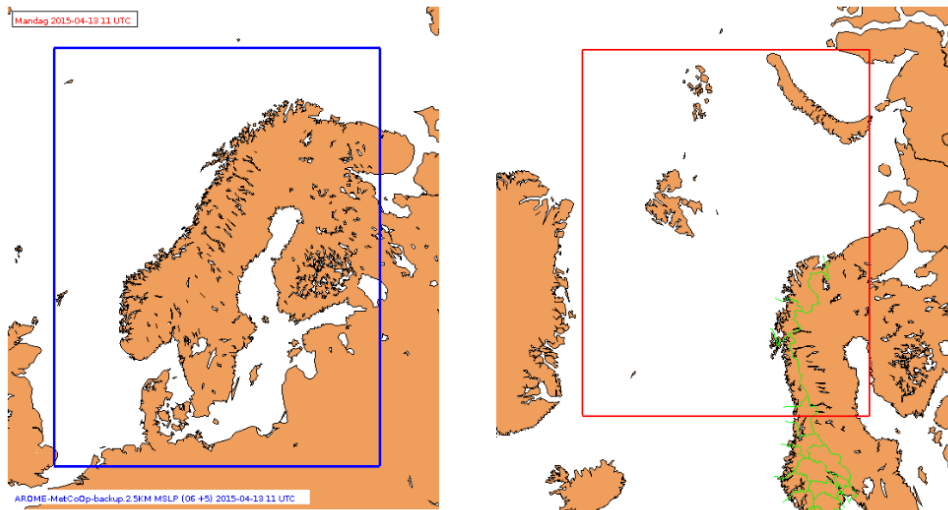 Mandag 2015-04-13 11 UTC
AROME-MetCoOp-backup.2.5KM MSLP (06 +5) 2015-04-13 11 UTC